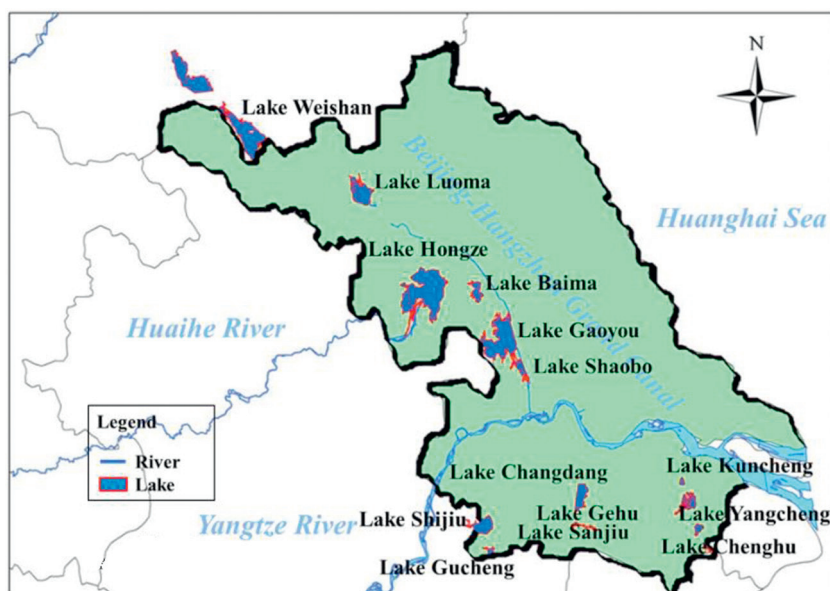 N
Lake Weishan
Lake Luoma
Beijing-Hangzhou Grand Canal
Huanghai Sea
Lake Hongze
Lake Baima
Huaihe River
Lake Gaoyou
Lake Shaobo
Legend
River
Lake
Lake Changdang
Lake Kuncheng
Lake Gehu
Lake Yangcheng
Yangtze River
Lake Shijiu
Lake Sanjiu
Lake Chenghu
Lake Gucheng